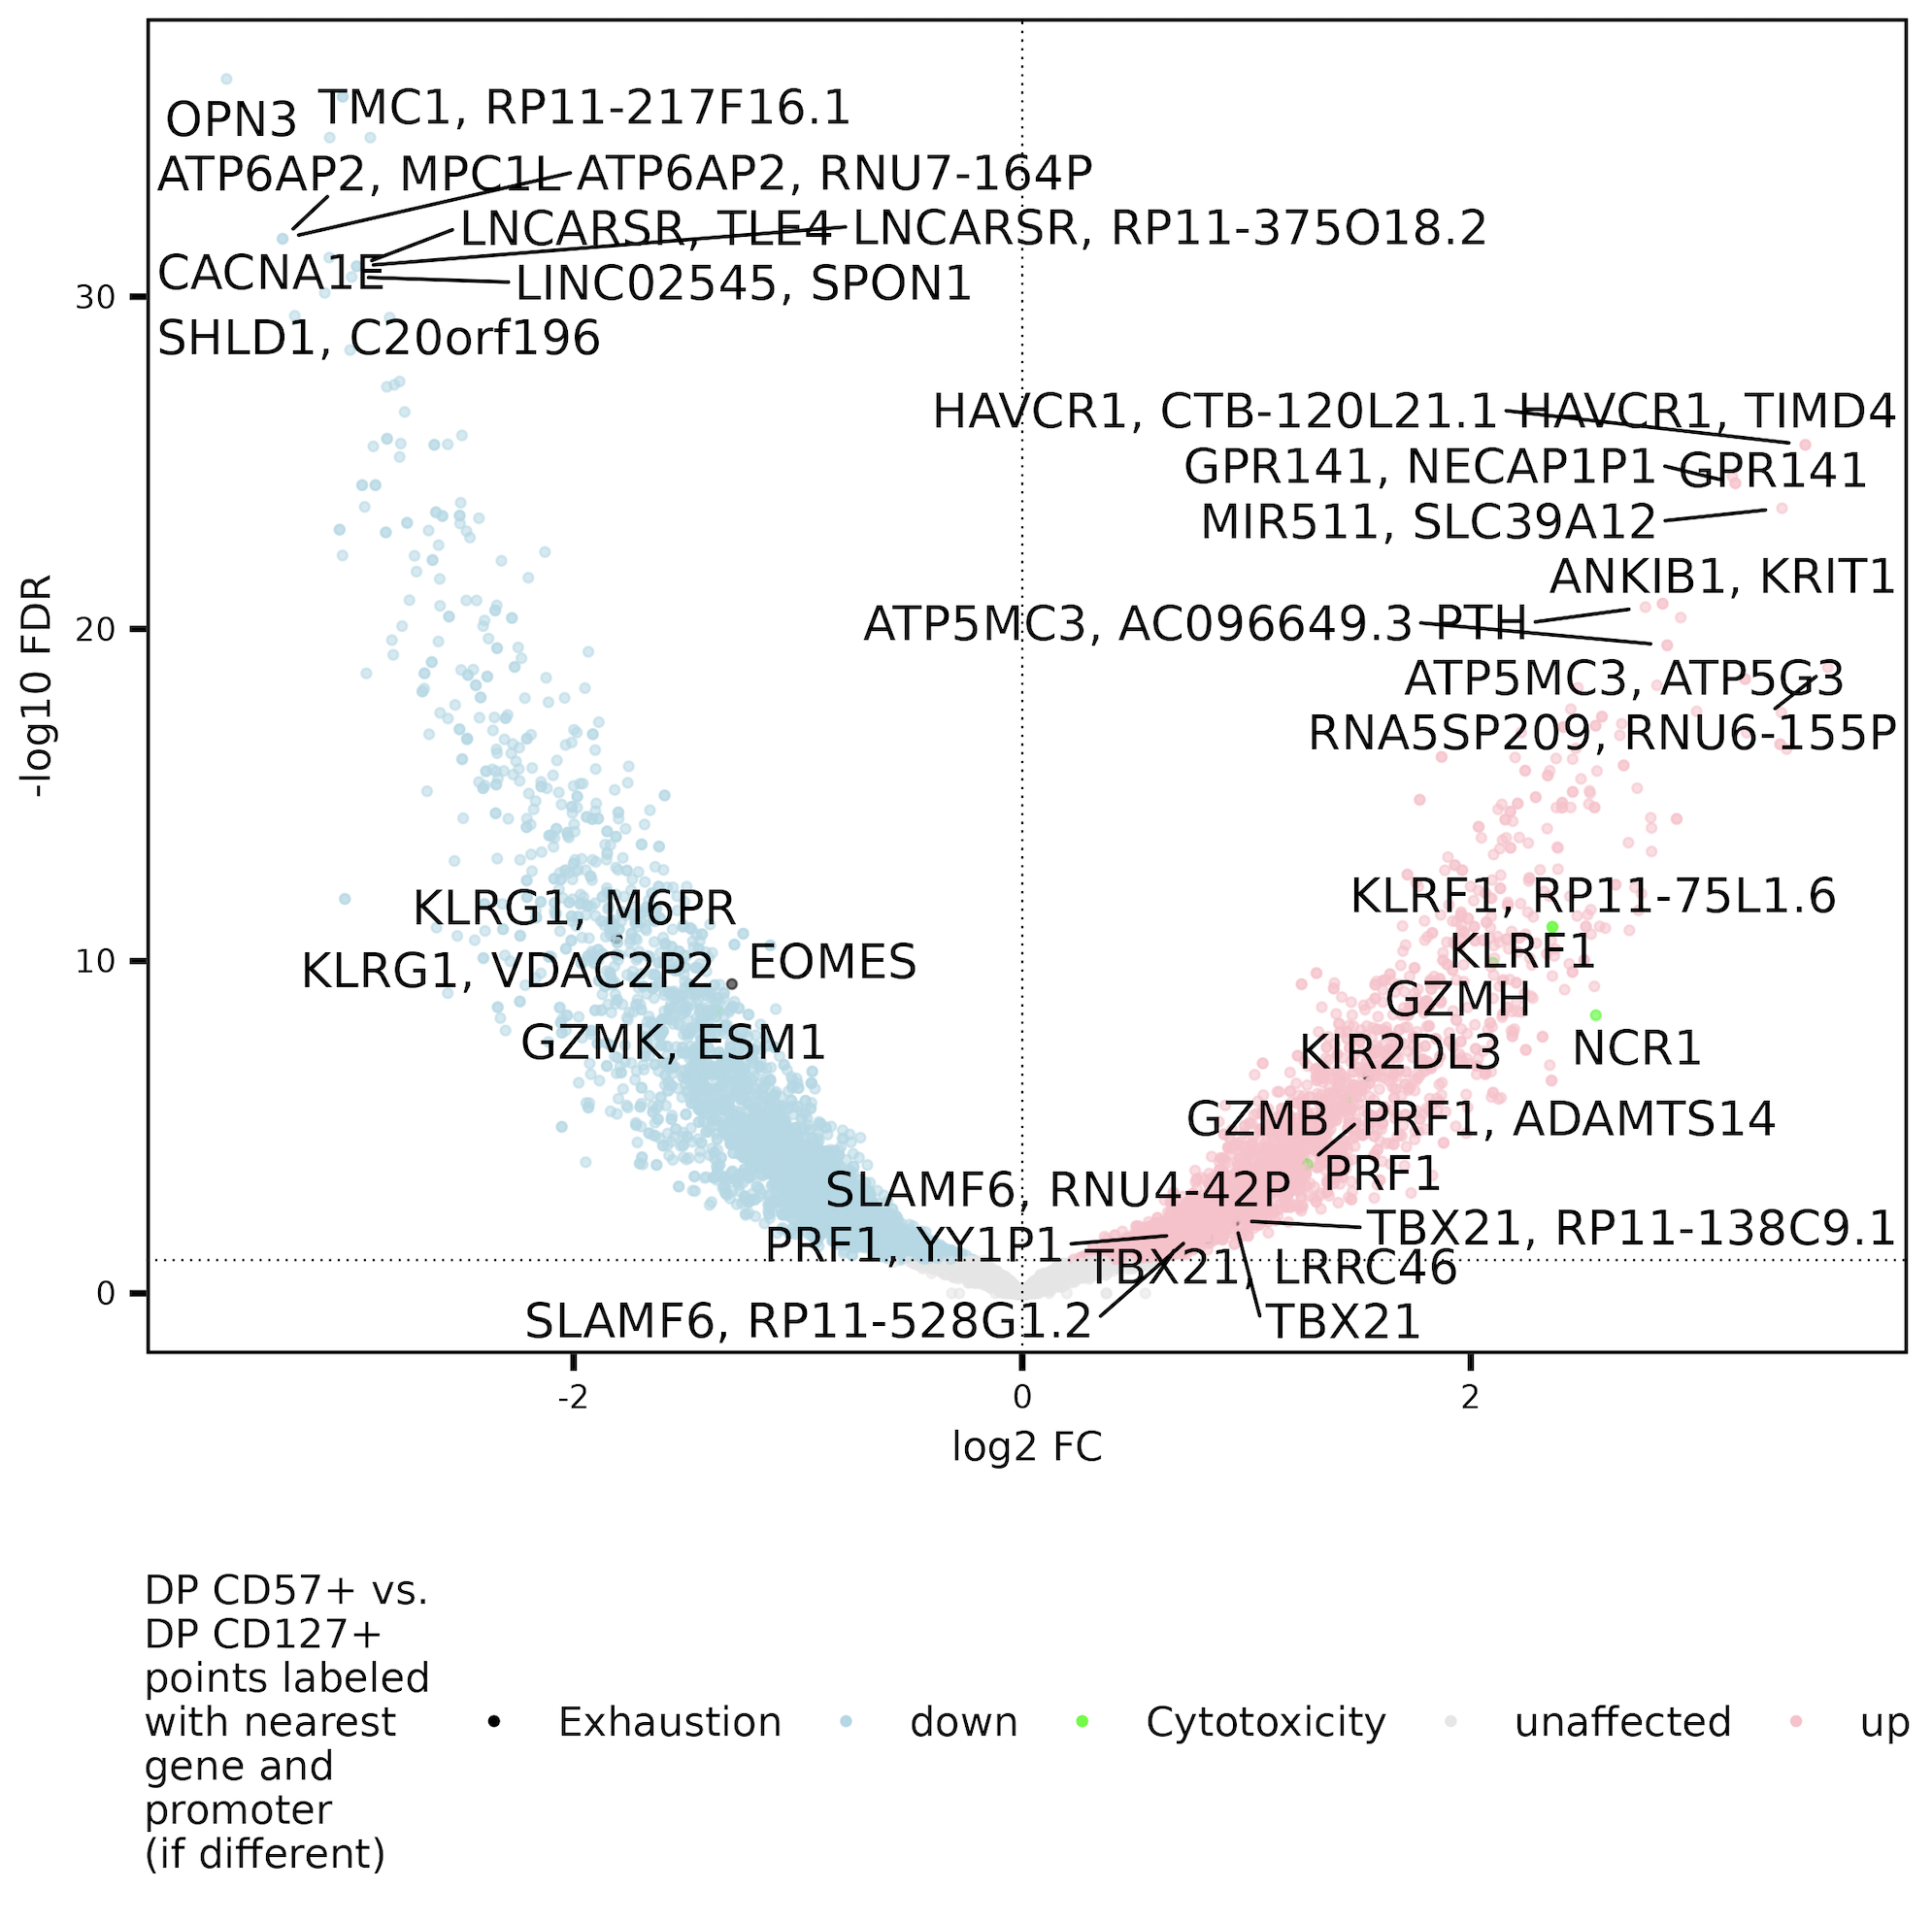 OPN3
TMC1, RP11-217F16.1
ATP6AP2, MPC1L
ATP6AP2, RNU7-164P
LNCARSR, TLE4
LNCARSR, RP11-375O18.2
CACNA1E
LINC02545, SPON1
SHLD1, C20orf196
HAVCR1, CTB-120L21.1
HAVCR1, TIMD4
GPR141, NECAP1P1
GPR141
MIR511, SLC39A12
ANKIB1, KRIT1
ATP5MC3, AC096649.3
PTH
ATP5MC3, ATP5G3
RNA5SP209, RNU6-155P
KLRG1, M6PR
KLRF1, RP11-75L1.6
KLRG1, VDAC2P2
EOMES
KLRF1
GZMH
GZMK, ESM1
KIR2DL3
NCR1
GZMB
PRF1, ADAMTS14
PRF1
SLAMF6, RNU4-42P
PRF1, YY1P1
TBX21, RP11-138C9.1
TBX21, LRRC46
SLAMF6, RP11-528G1.2
TBX21
30
20
10
0
-log10 FDR
-2
0
2
log2 FC
DP CD57+ vs.
DP CD127+
points labeled
with nearest
gene and
promoter
(if different)
Exhaustion
down
Cytotoxicity
unaffected
up